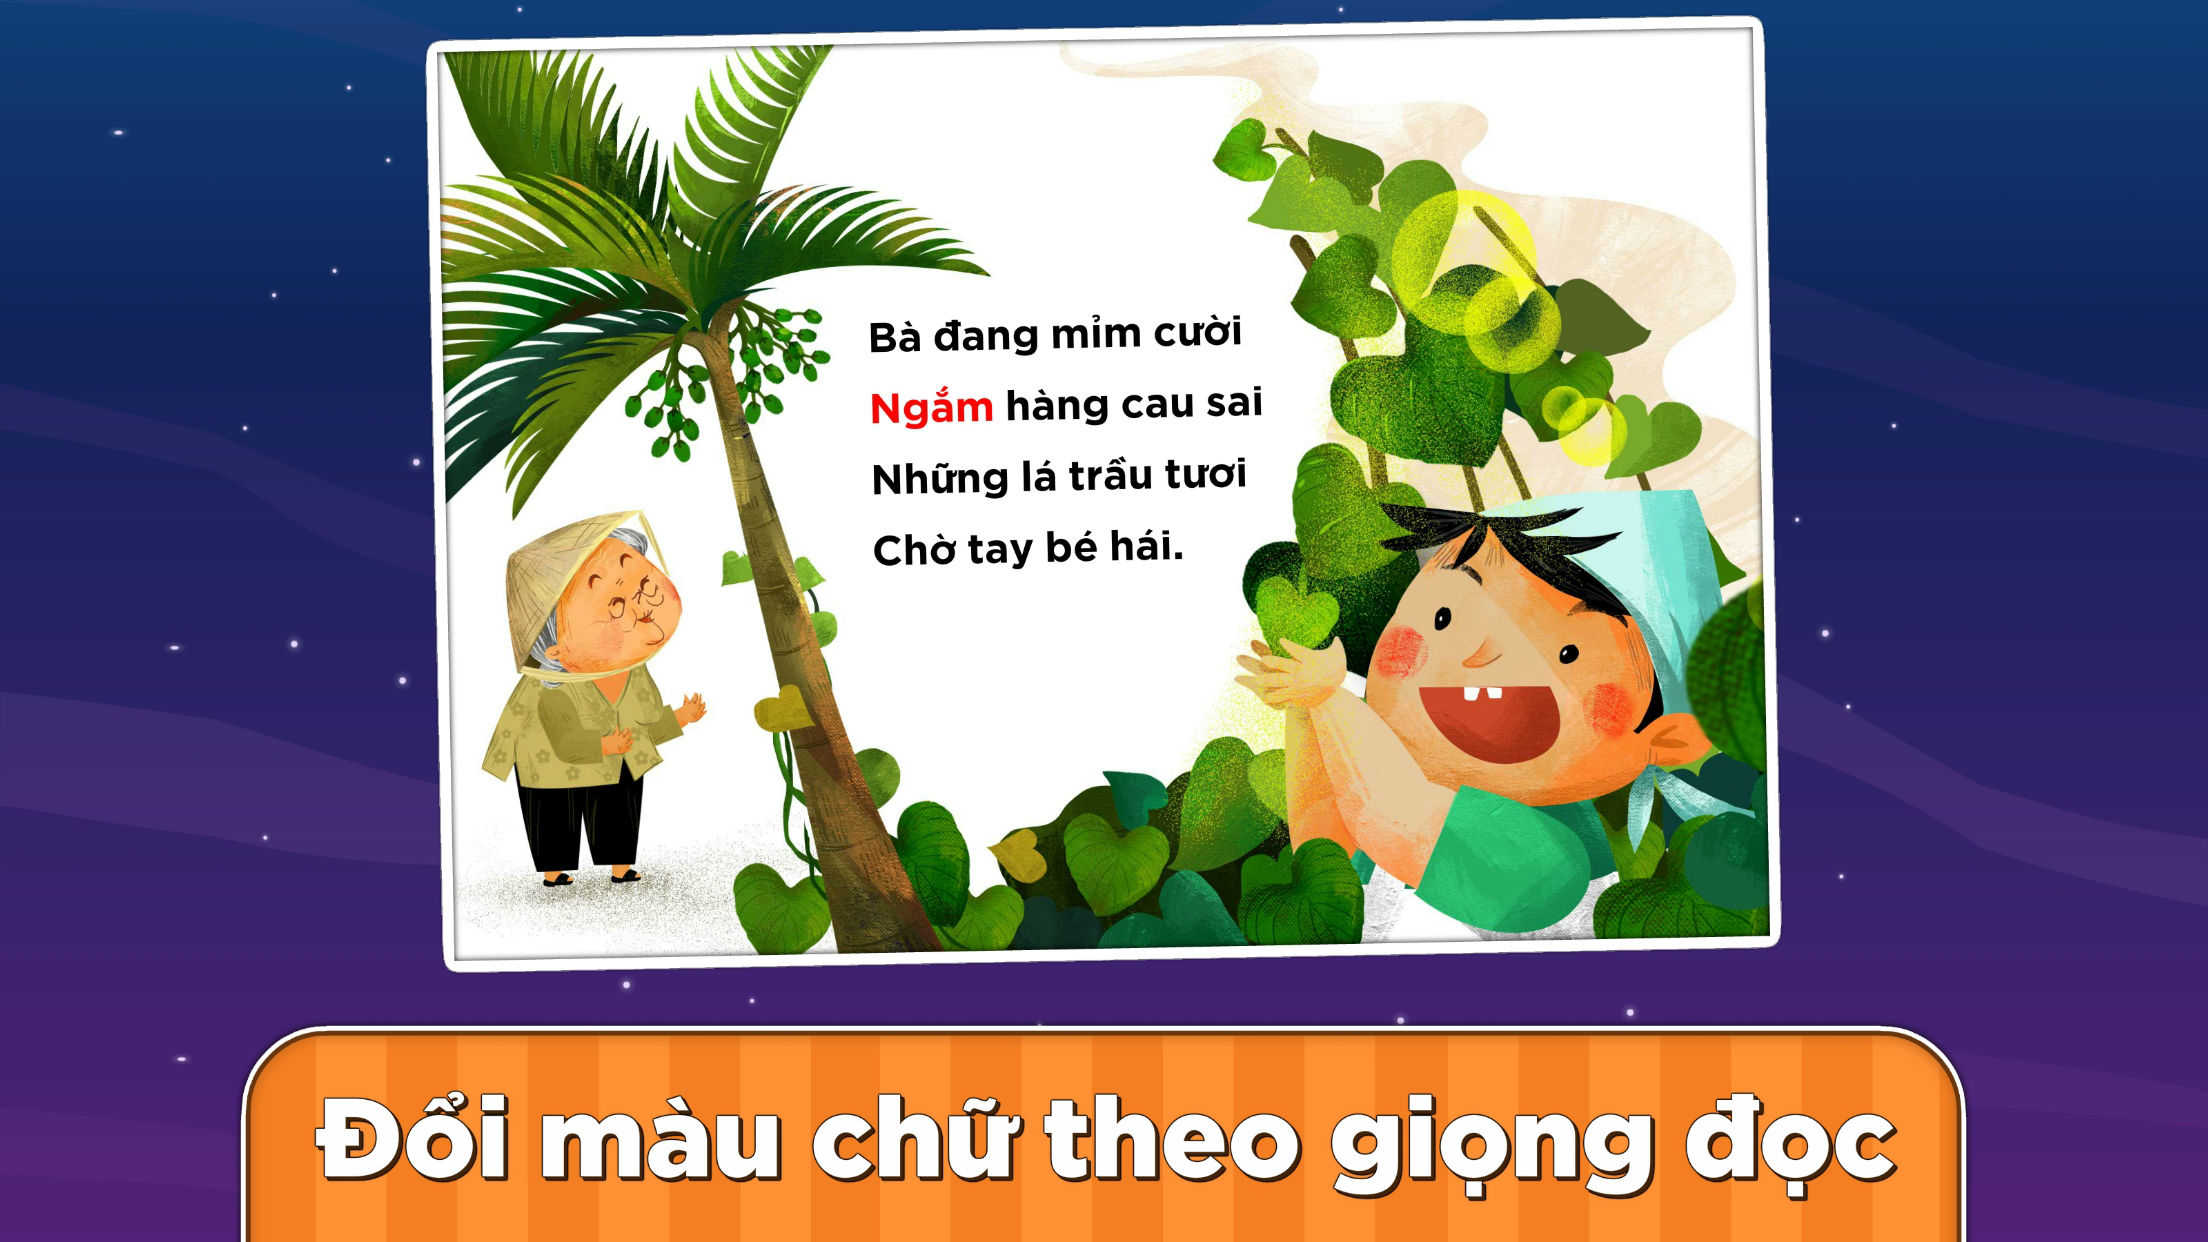 Bà đang mỉm cười
Ngắm hàng cau sai
Những lá trầu tươi
Chờ tay bé hái.
Đổi màu chữ theo giọng đọc